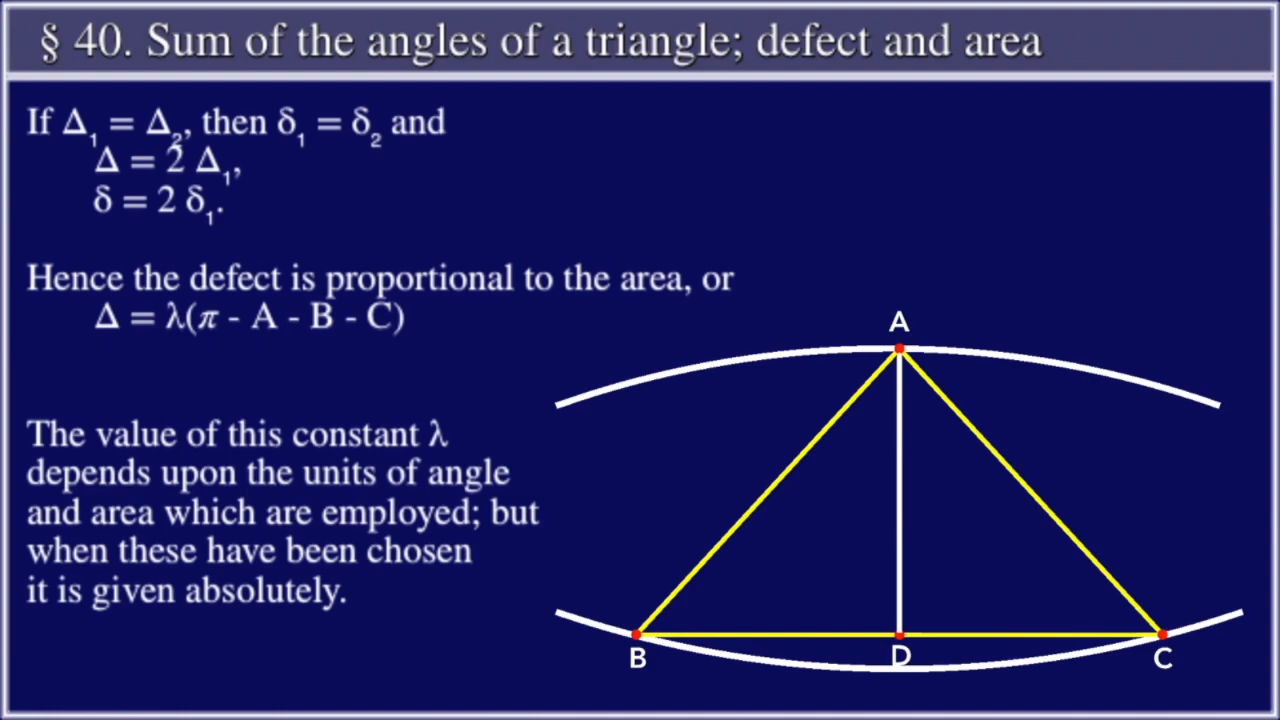 § 40. Sum of the angles of a triangle; defect and area
If Δ₁ = Δ₂, then δ₁ = δ₂ and
Δ = 2 Δ₁,
δ = 2 δ₁.
Hence the defect is proportional to the area, or
Δ = λ(π - A - B - C)
The value of this constant λ
depends upon the units of angle
and area which are employed; but
when these have been chosen
it is given absolutely.
A
B
D
C